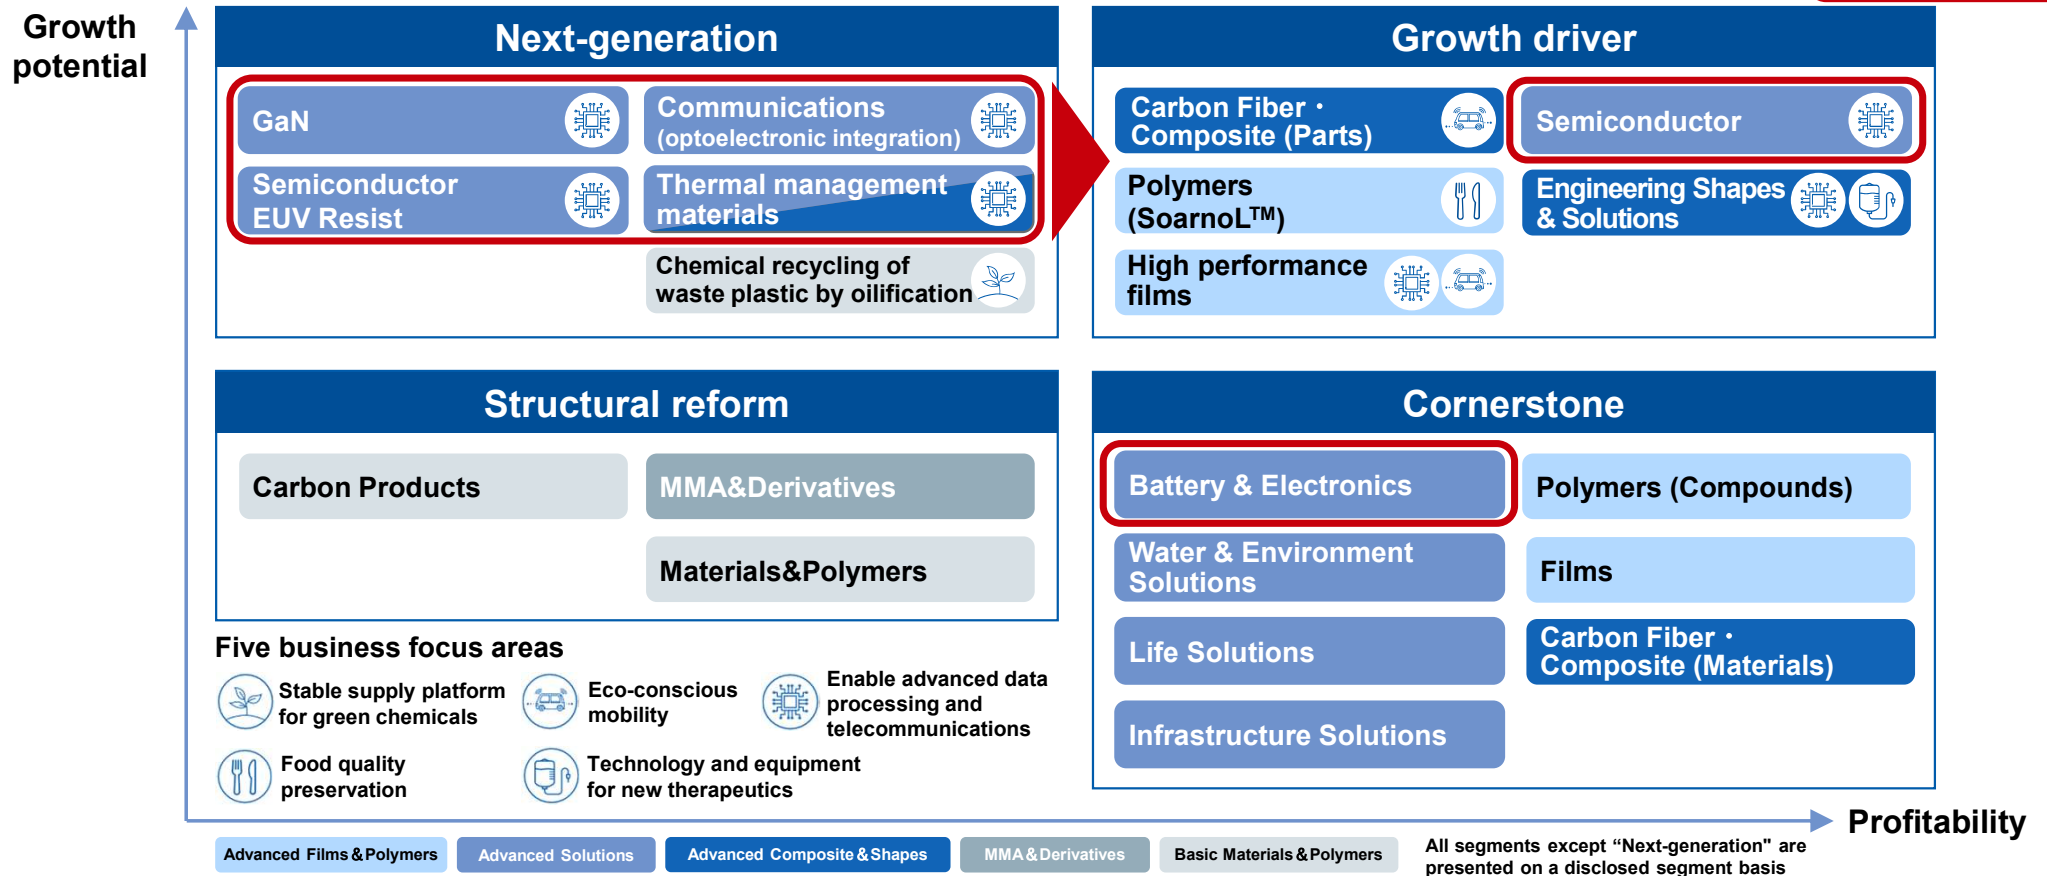 Growth
potential
Next-generation
GaN
Communications
(optoelectronic integration)
Semiconductor
EUV Resist
Thermal management
materials
Chemical recycling of
waste plastic by oilification
Growth driver
Carbon Fiber・
Composite (Parts)
Semiconductor
Polymers
(SoarnoL™)
Engineering Shapes
& Solutions
High performance
films
Structural reform
Carbon Products
MMA&Derivatives
Materials&Polymers
Cornerstone
Battery & Electronics
Polymers (Compounds)
Water & Environment
Solutions
Films
Life Solutions
Carbon Fiber・
Composite (Materials)
Infrastructure Solutions
Five business focus areas
Stable supply platform
for green chemicals
Eco-conscious
mobility
Enable advanced data
processing and
telecommunications
Food quality
preservation
Technology and equipment
for new therapeutics
Profitability
Advanced Films&Polymers
Advanced Solutions
Advanced Composite&Shapes
MMA&Derivatives
Basic Materials&Polymers
All segments except “Next-generation" are
presented on a disclosed segment basis